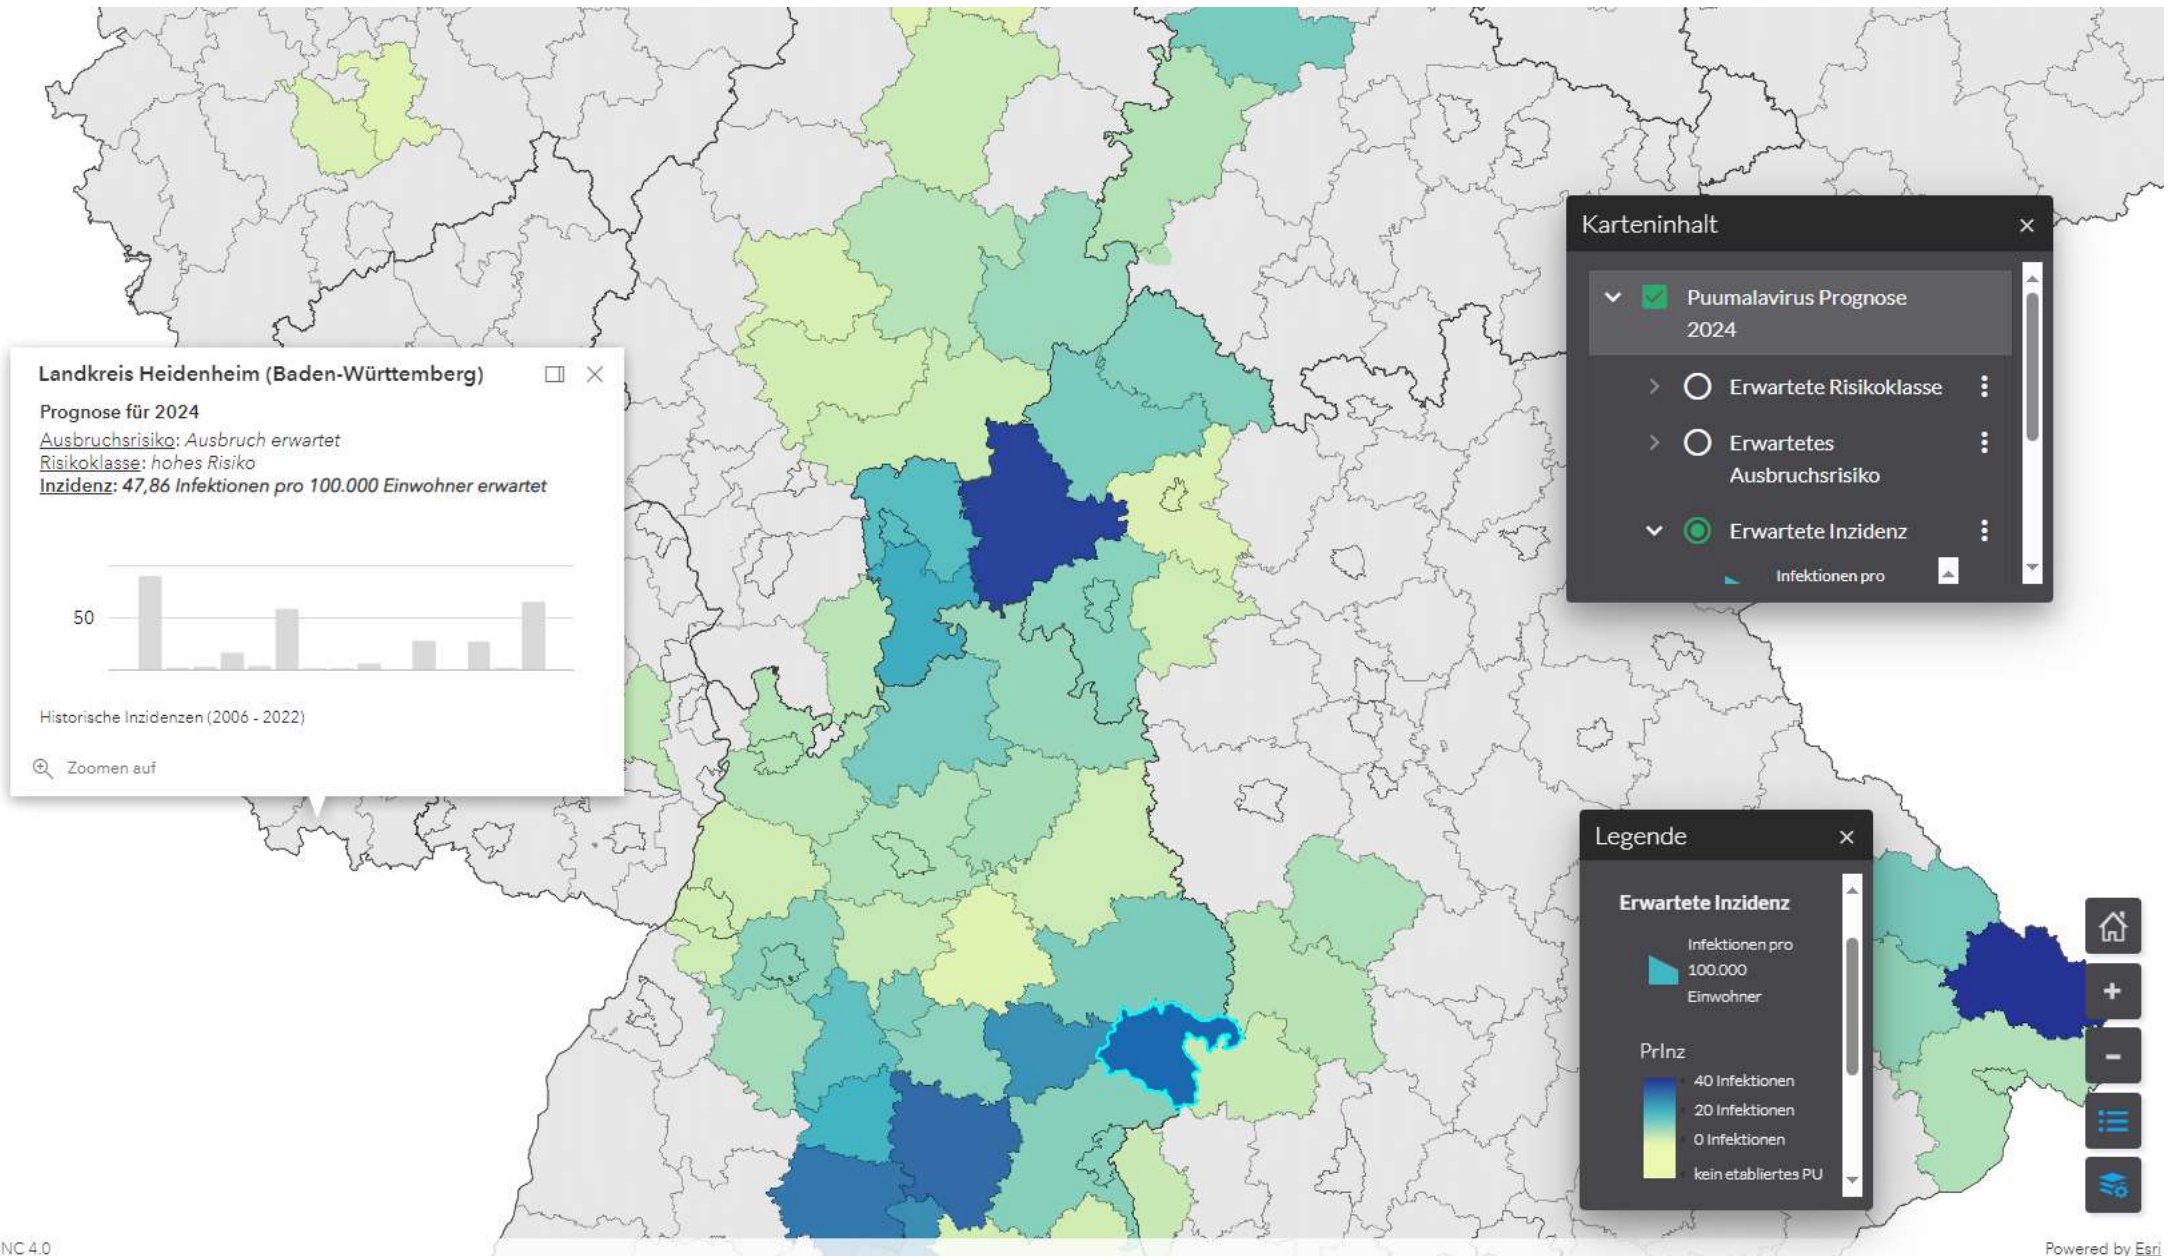 Karteninhalt
Puumalavirus Prognose
2024
Erwartete Risikoklasse
Erwartetes
Ausbruchsrisiko
Erwartete Inzidenz
Infektionen pro
Landkreis Heidenheim (Baden-Württemberg)
Prognose für 2024
Ausbruchsrisiko: Ausbruch erwartet
Risikoklasse: hohes Risiko
Inzidenz: 47,86 Infektionen pro 100.000 Einwohner erwartet
50
Historische Inzidenzen (2006 - 2022)
Zoomen auf
Legende
Erwartete Inzidenz
Infektionen pro
100.000
Einwohner
PrInz
40 Infektionen
20 Infektionen
0 Infektionen
kein etabliertes PU
NC 4.0
Powered by Esri